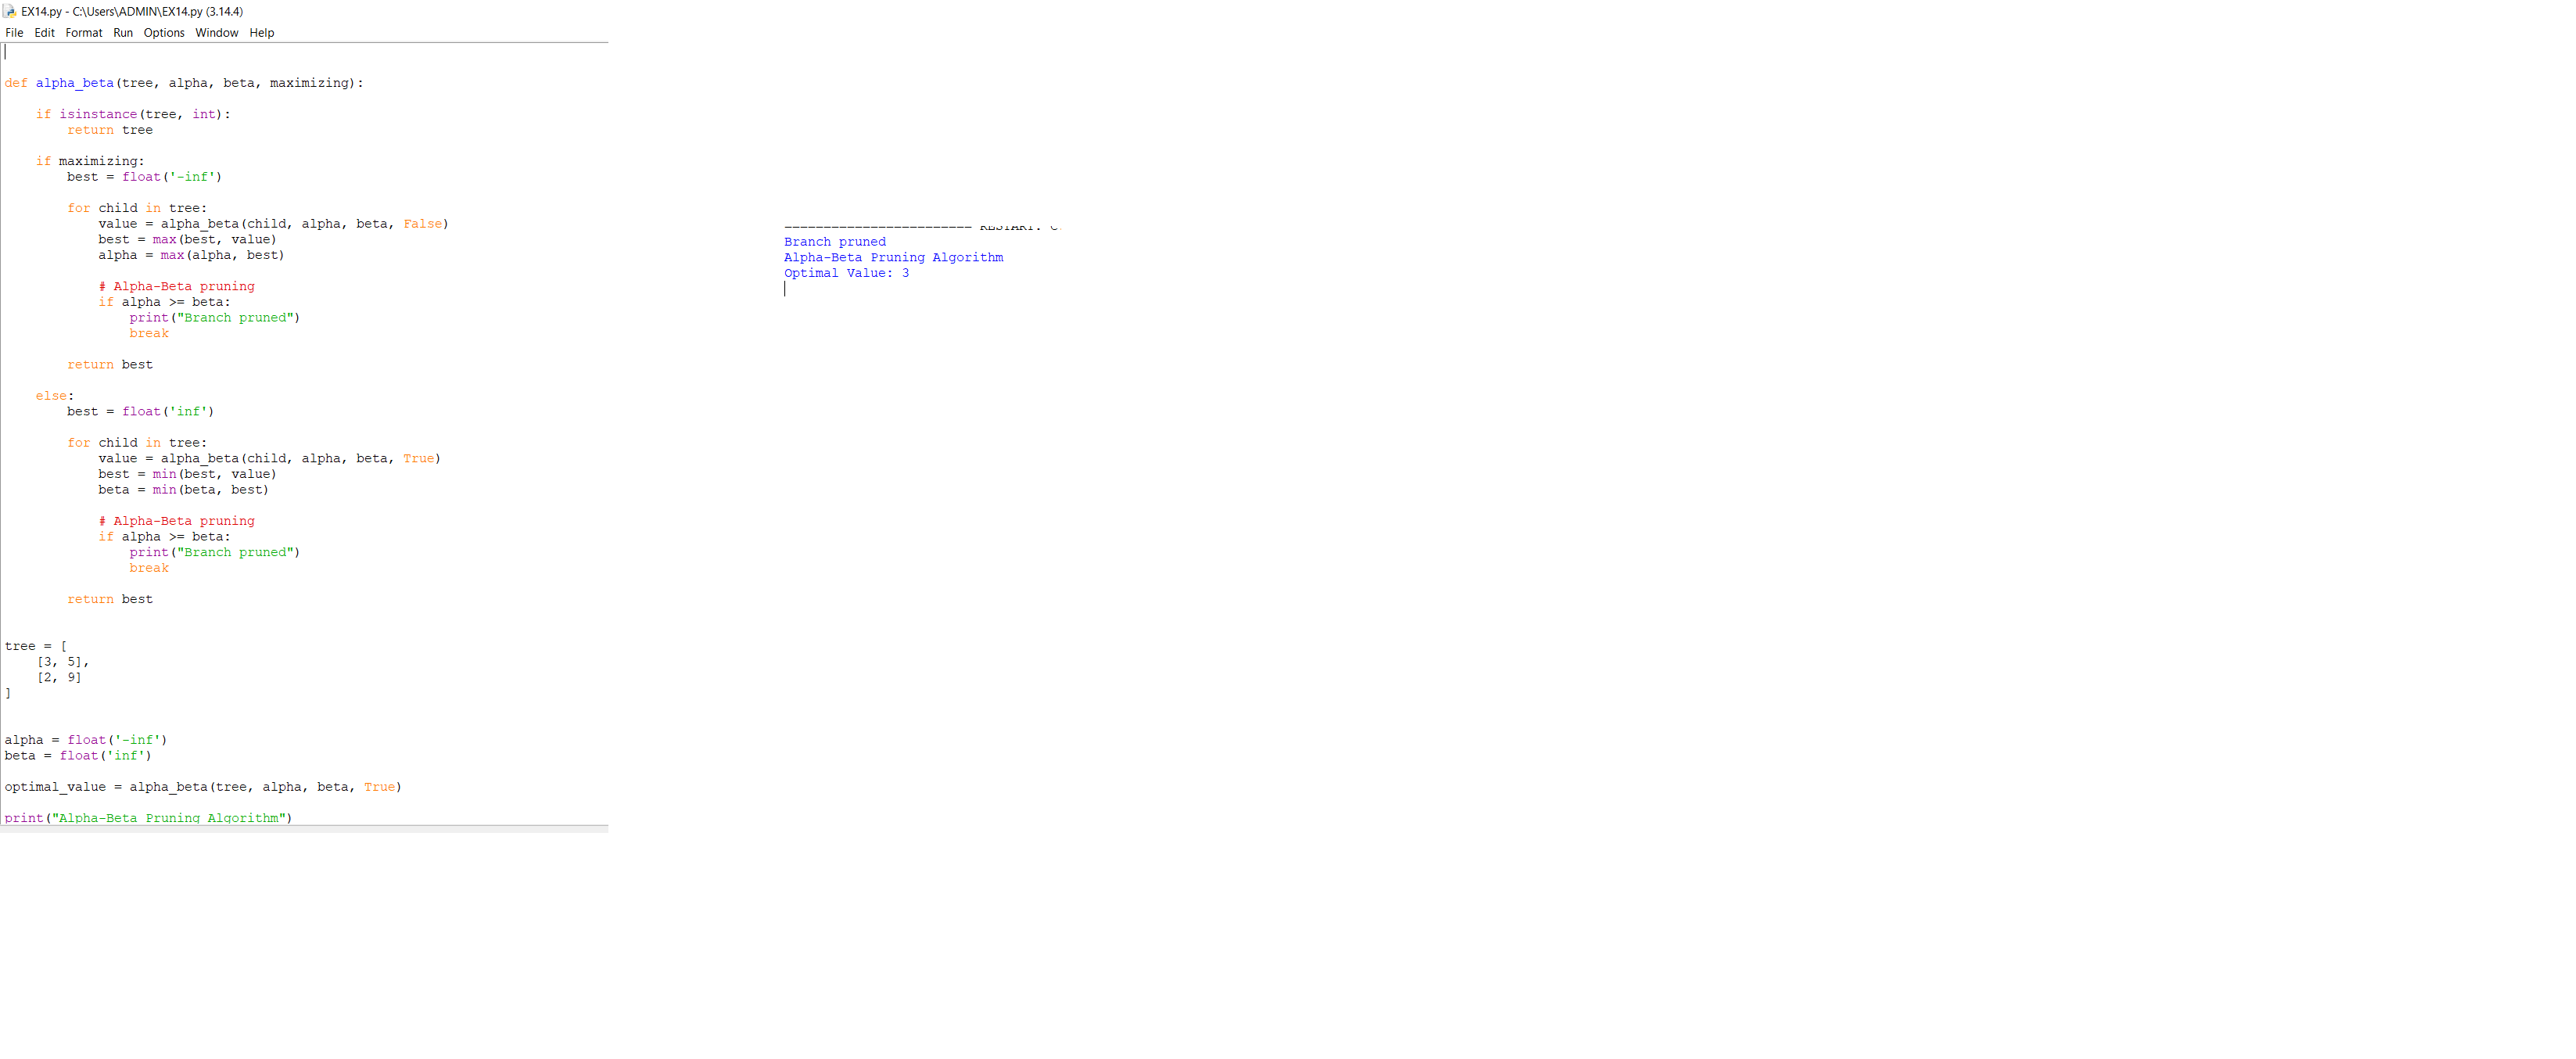 EX14.py - C:\Users\ADMIN\EX14.py (3.14.4)
File Edit Format Run Options Window Help
def alpha_beta(tree, alpha, beta, maximizing):
    if isinstance(tree, int):
        return tree
    if maximizing:
        best = float('-inf')
        for child in tree:
            value = alpha_beta(child, alpha, beta, False)
            best = max(best, value)
            alpha = max(alpha, best)
            # Alpha-Beta pruning
            if alpha >= beta:
                print("Branch pruned")
                break
        return best
    else:
        best = float('inf')
        for child in tree:
            value = alpha_beta(child, alpha, beta, True)
            best = min(best, value)
            beta = min(beta, best)
            # Alpha-Beta pruning
            if alpha >= beta:
                print("Branch pruned")
                break
        return best
tree = [
    [3, 5],
    [2, 9]
]
alpha = float('-inf')
beta = float('inf')
optimal_value = alpha_beta(tree, alpha, beta, True)
print("Alpha-Beta Pruning Algorithm")
RESTART:
Branch pruned
Alpha-Beta Pruning Algorithm
Optimal Value: 3